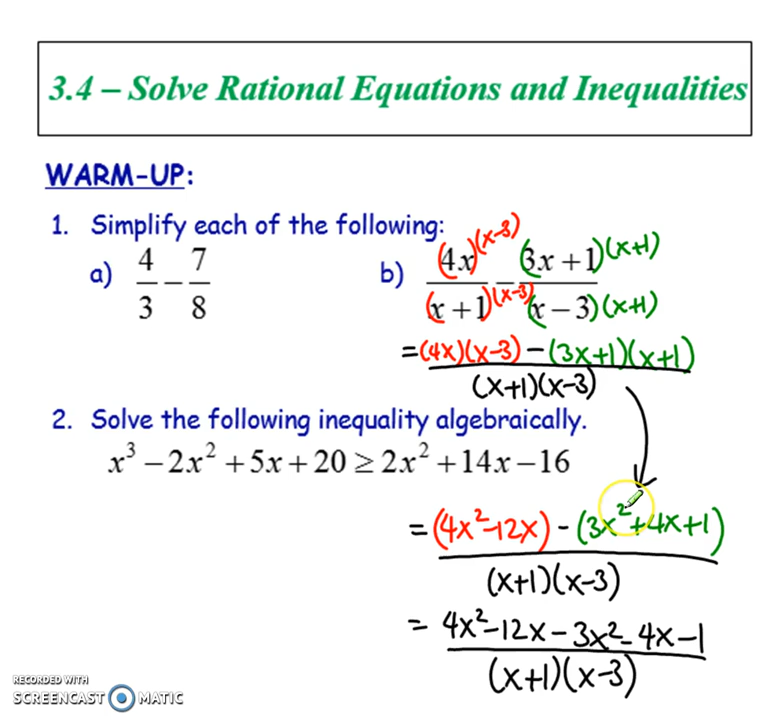 3.4 – Solve Rational Equations and Inequalities
WARM-UP:
1. Simplify each of the following:
a) 4/3 − 7/8
b) (4x)(x-3)/(x + 1)(x-3) − (3x + 1)(x+1)/(x − 3)(x+1)
= (4x)(x-3) - (3x+1)(x+1)
(x+1)(x-3)
2. Solve the following inequality algebraically.
x³ − 2x² + 5x + 20 ≥ 2x² + 14x − 16
= (4x²-12x) - (3x²+4x+1)
(x+1)(x-3)
= 4x²-12x-3x²-4x-1
(x+1)(x-3)
RECORDED WITH
SCREENCAST MATIC